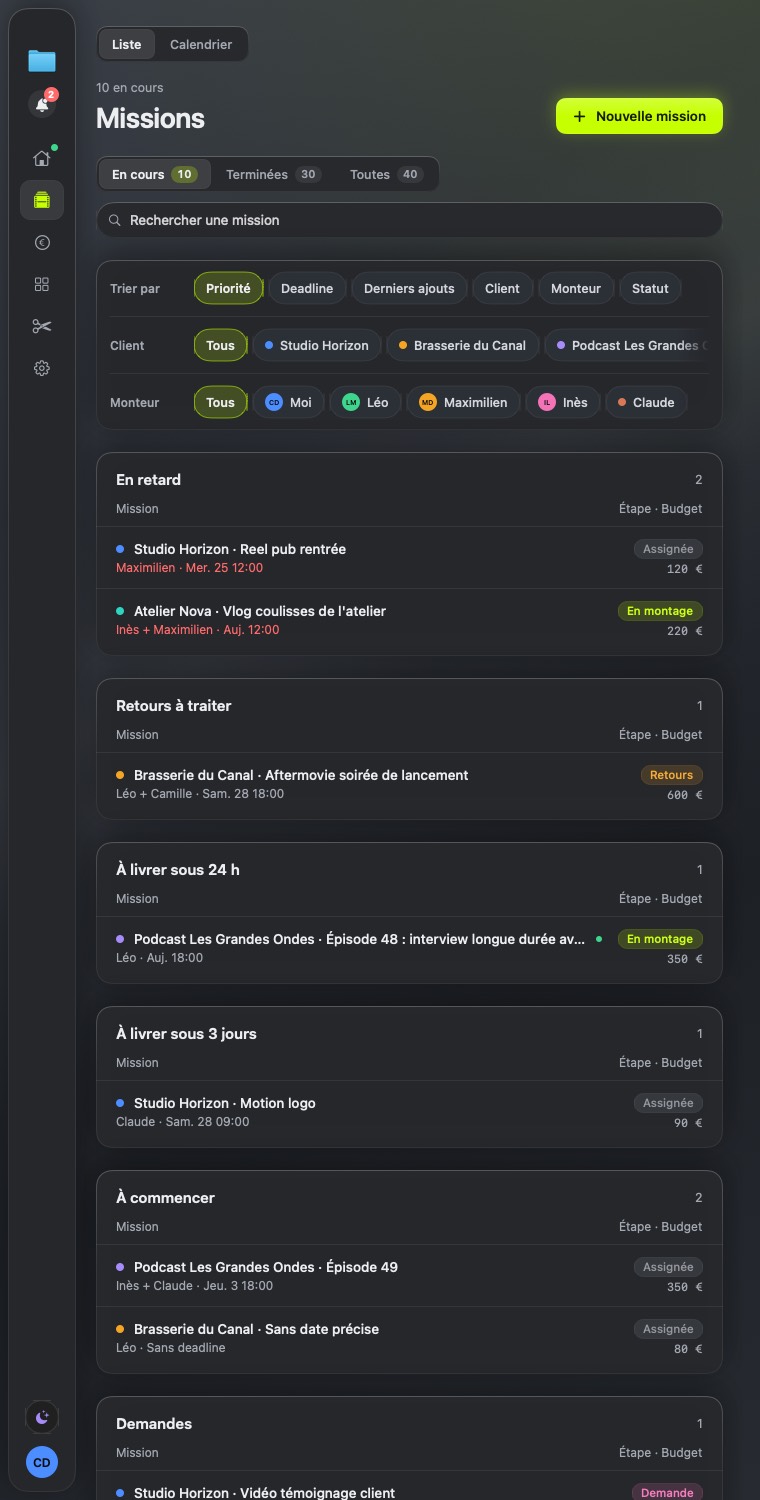 Liste Calendrier
2
10 en cours
Missions
Nouvelle mission
En cours 10 Terminées 30 Toutes 40
Rechercher une mission
Trier par Priorité Deadline Derniers ajouts Client Monteur Statut
Client Tous Studio Horizon Brasserie du Canal Podcast Les Grandes
Monteur Tous CD Moi LM Léo MD Maximilien IL Inès Claude
En retard 2
Mission Étape · Budget
Studio Horizon · Reel pub rentrée Assignée
Maximilien · Mer. 25 12:00 120 €
Atelier Nova · Vlog coulisses de l'atelier En montage
Inès + Maximilien · Auj. 12:00 220 €
Retours à traiter 1
Mission Étape · Budget
Brasserie du Canal · Aftermovie soirée de lancement Retours
Léo + Camille · Sam. 28 18:00 600 €
À livrer sous 24 h 1
Mission Étape · Budget
Podcast Les Grandes Ondes · Épisode 48 : interview longue durée av... En montage
Léo · Auj. 18:00 350 €
À livrer sous 3 jours 1
Mission Étape · Budget
Studio Horizon · Motion logo Assignée
Claude · Sam. 28 09:00 90 €
À commencer 2
Mission Étape · Budget
Podcast Les Grandes Ondes · Épisode 49 Assignée
Inès + Claude · Jeu. 3 18:00 350 €
Brasserie du Canal · Sans date précise Assignée
Léo · Sans deadline 80 €
Demandes 1
Mission Étape · Budget
CD
Studio Horizon · Vidéo témoignage client Demande